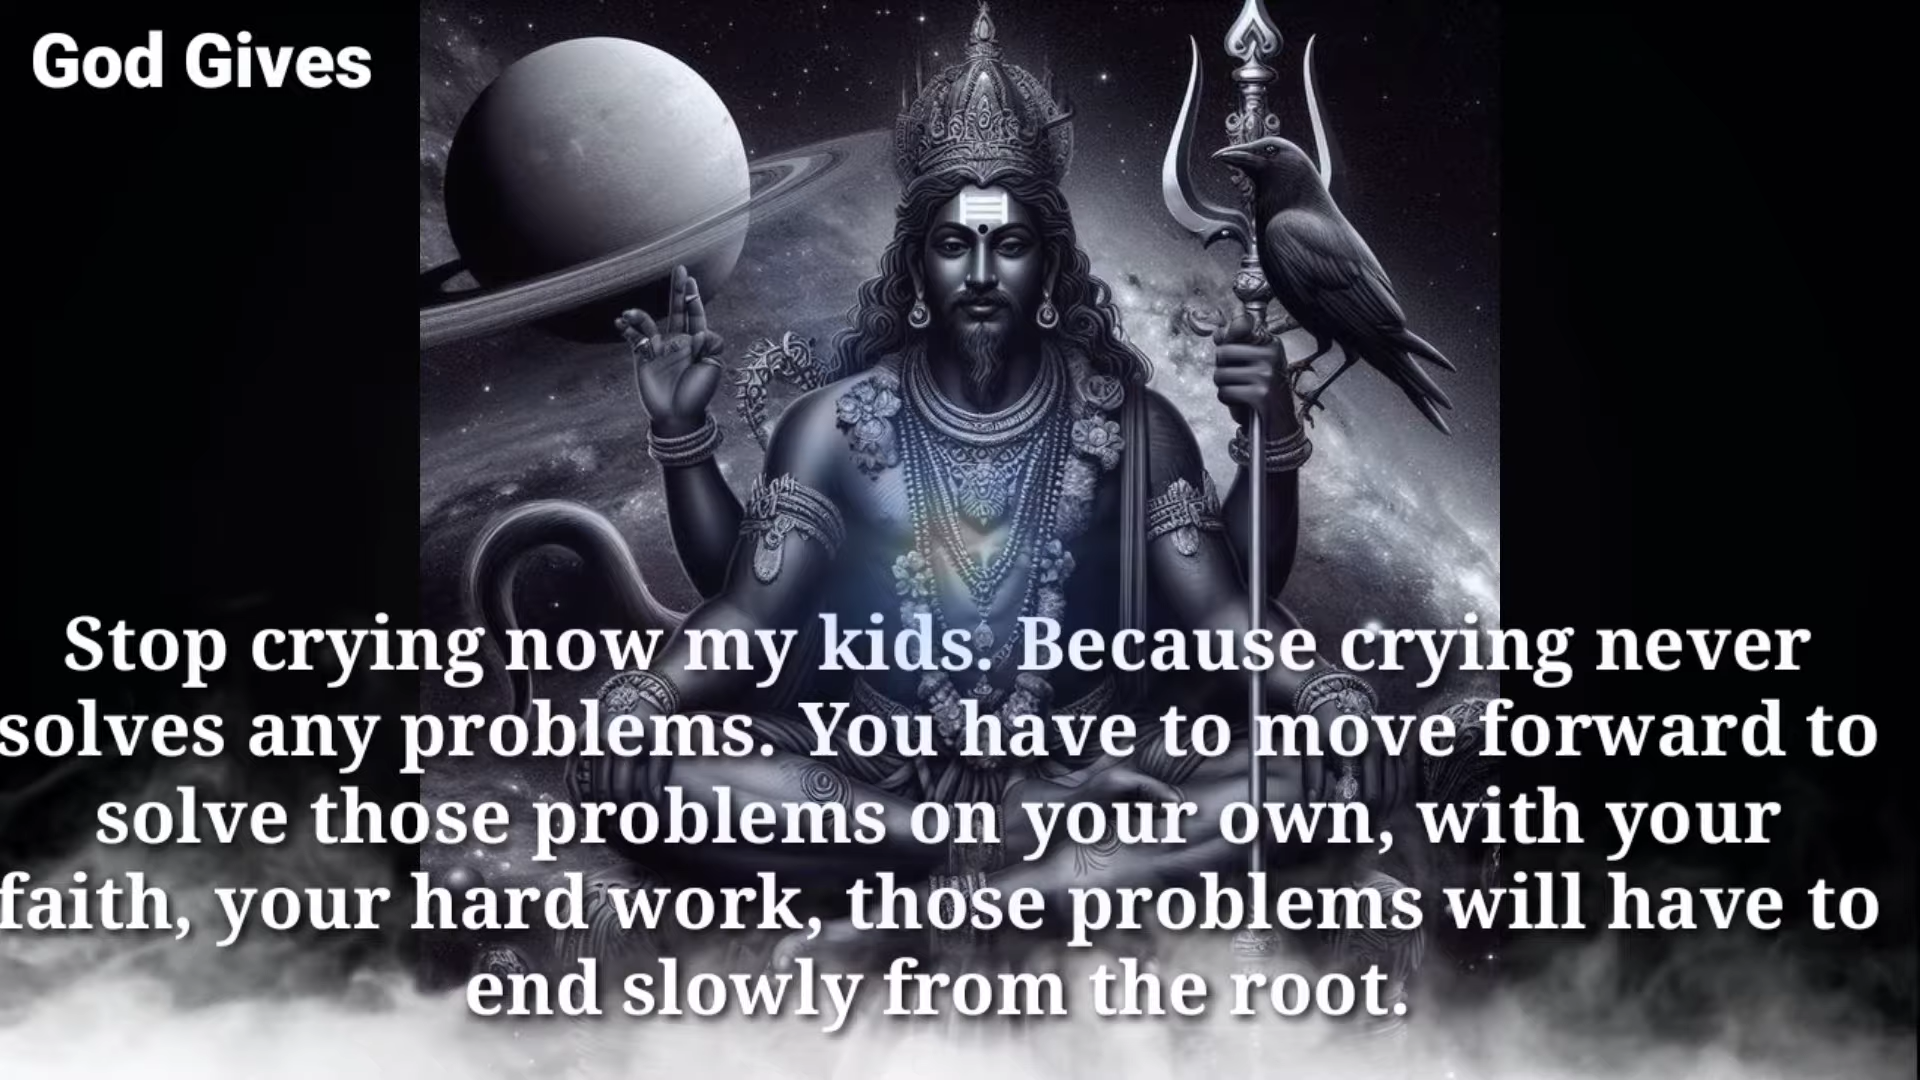 God Gives
Stop crying now my kids. Because crying never
solves any problems. You have to move forward to
solve those problems on your own, with your
faith, your hard work, those problems will have to
end slowly from the root.